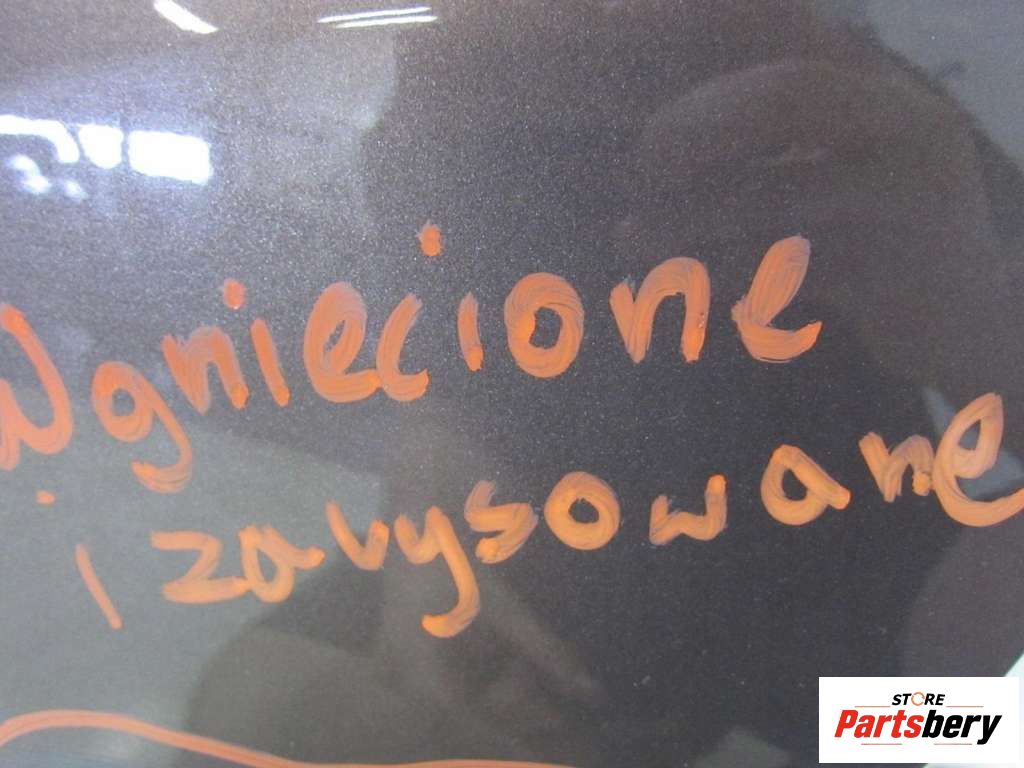 Wgniecione
i zarysowane
STORE
Partsbery